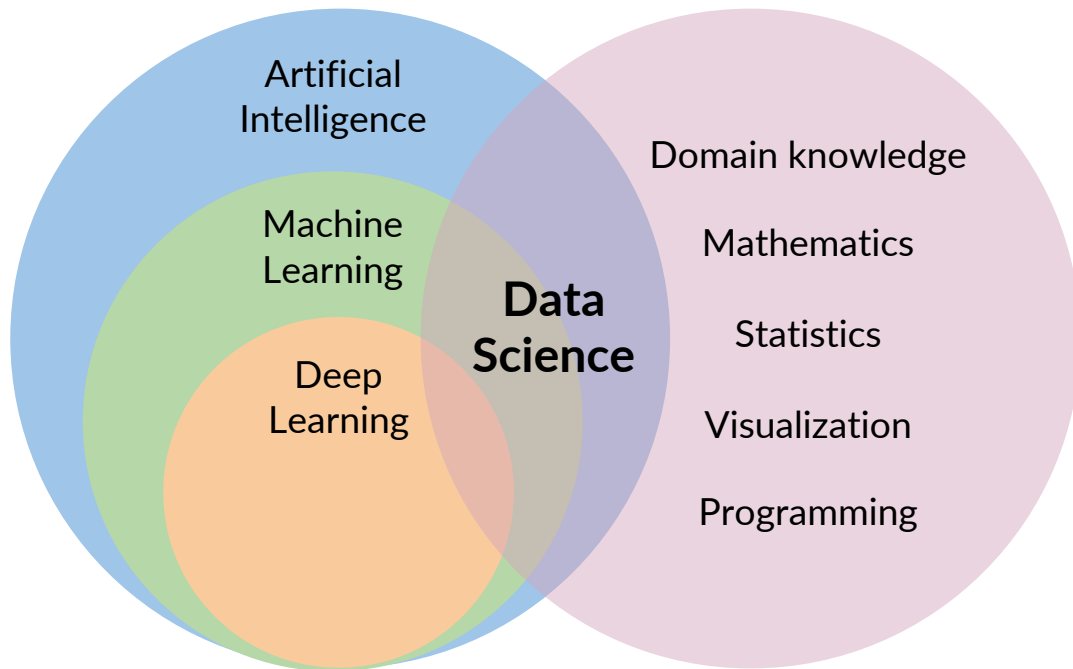 Artificial
Intelligence
Machine
Learning
Deep
Learning
Data
Science
Domain knowledge
Mathematics
Statistics
Visualization
Programming